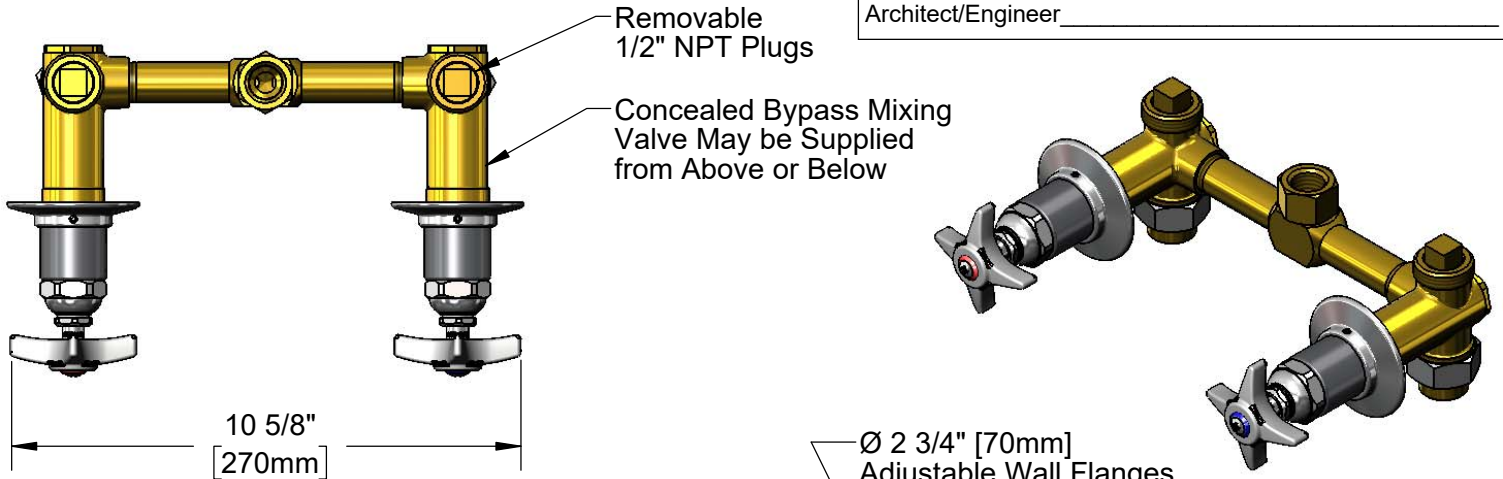 Architect/Engineer
Removable
1/2" NPT Plugs
Concealed Bypass Mixing
Valve May be Supplied
from Above or Below
10 5/8"
[270mm]
Ø 2 3/4" [70mm]
Adjustable Wall Flanges